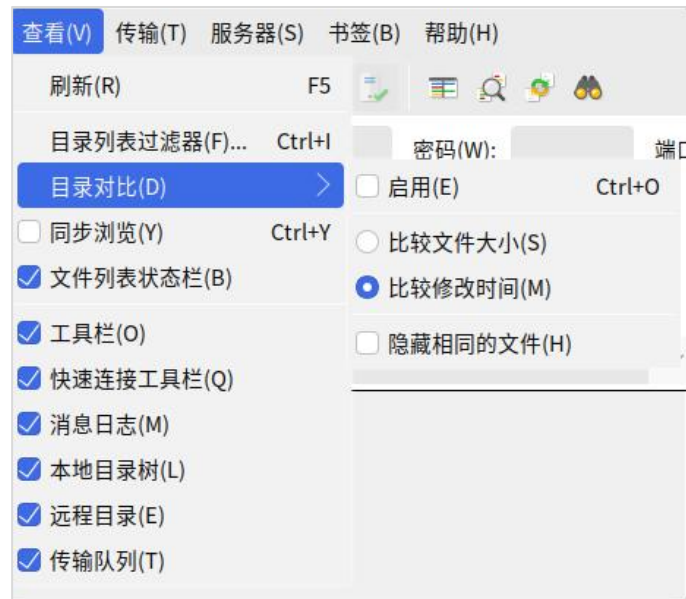 查看(V) 传输(T) 服务器(S) 书签(B) 帮助(H)
刷新(R) F5
目录列表过滤器(F)... Ctrl+I
密码(W): 端口
目录对比(D)
启用(E) Ctrl+O
同步浏览(Y) Ctrl+Y
比较文件大小(S)
文件列表状态栏(B)
比较修改时间(M)
工具栏(O)
隐藏相同的文件(H)
快速连接工具栏(Q)
消息日志(M)
本地目录树(L)
远程目录(E)
传输队列(T)